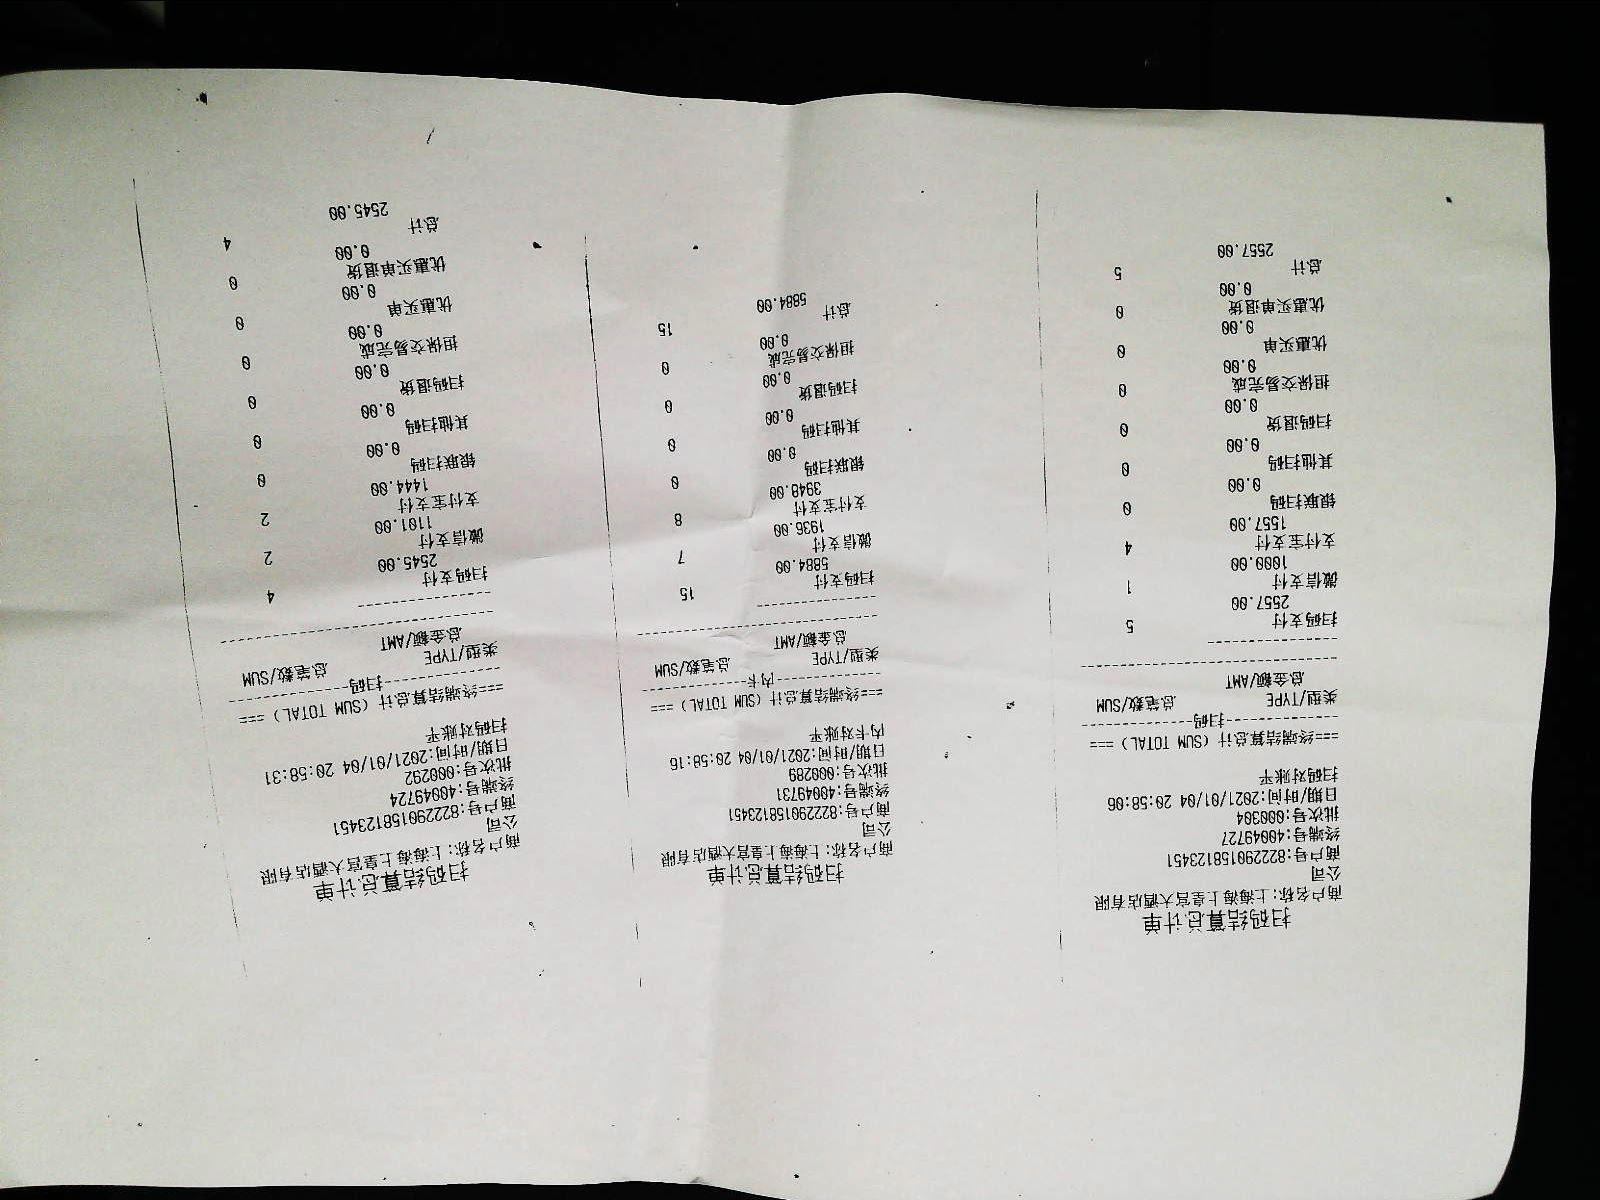 扫码结算总计单
商户名称:上海上皇宫大酒店有限
公司
商户号:822290158123451
终端号:40049727
批次号:000304
日期/时间:2021/01/04 20:58:06
扫码对账平
====终端结算总计 (SUM TOTAL) ===
---------------扫码---------------
类型/TYPE 总笔数/SUM
总金额/AMT
--------------------------------
----------------
扫码支付 5
2557.00
微信支付 1
1000.00
支付宝支付 4
1557.00
银联扫码 0
0.00
其他扫码 0
0.00
扫码退货 0
0.00
担保交易完成 0
0.00
优惠买单 0
0.00
优惠买单退货 0
0.00
总计 5
2557.00
扫码结算总计单
商户名称:上海上皇宫大酒店有限
公司
商户号:822290158123451
终端号:40049731
批次号:000289
日期/时间:2021/01/04 20:58:16
内卡对账平
====终端结算总计 (SUM TOTAL) ===
---------------内卡---------------
类型/TYPE 总笔数/SUM
总金额/AMT
--------------------------------
----------------
扫码支付 15
5884.00
微信支付 7
1936.00
支付宝支付 8
3948.00
银联扫码 0
0.00
其他扫码 0
0.00
扫码退货 0
0.00
担保交易完成 0
0.00
总计 15
5884.00
扫码结算总计单
商户名称:上海上皇宫大酒店有限
公司
商户号:822290158123451
终端号:40049724
批次号:000292
日期/时间:2021/01/04 20:58:31
扫码对账平
====终端结算总计 (SUM TOTAL) ===
---------------扫码---------------
类型/TYPE 总笔数/SUM
总金额/AMT
--------------------------------
----------------
扫码支付 4
2545.00
微信支付 2
1101.00
支付宝支付 2
1444.00
银联扫码 0
0.00
其他扫码 0
0.00
扫码退货 0
0.00
担保交易完成 0
0.00
优惠买单 0
0.00
优惠买单退货 0
0.00
总计 4
2545.00